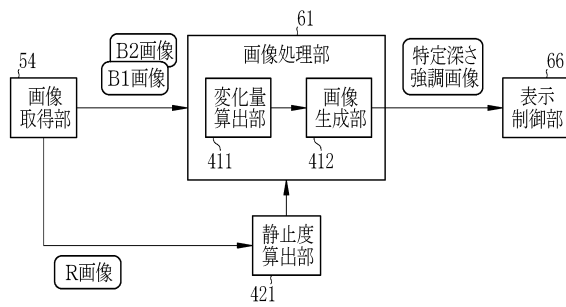 61
B2画像
B1画像
画像処理部
特定深さ
強調画像
54
画像
取得部
変化量
算出部
411
画像
生成部
412
66
表示
制御部
静止度
算出部
421
R画像